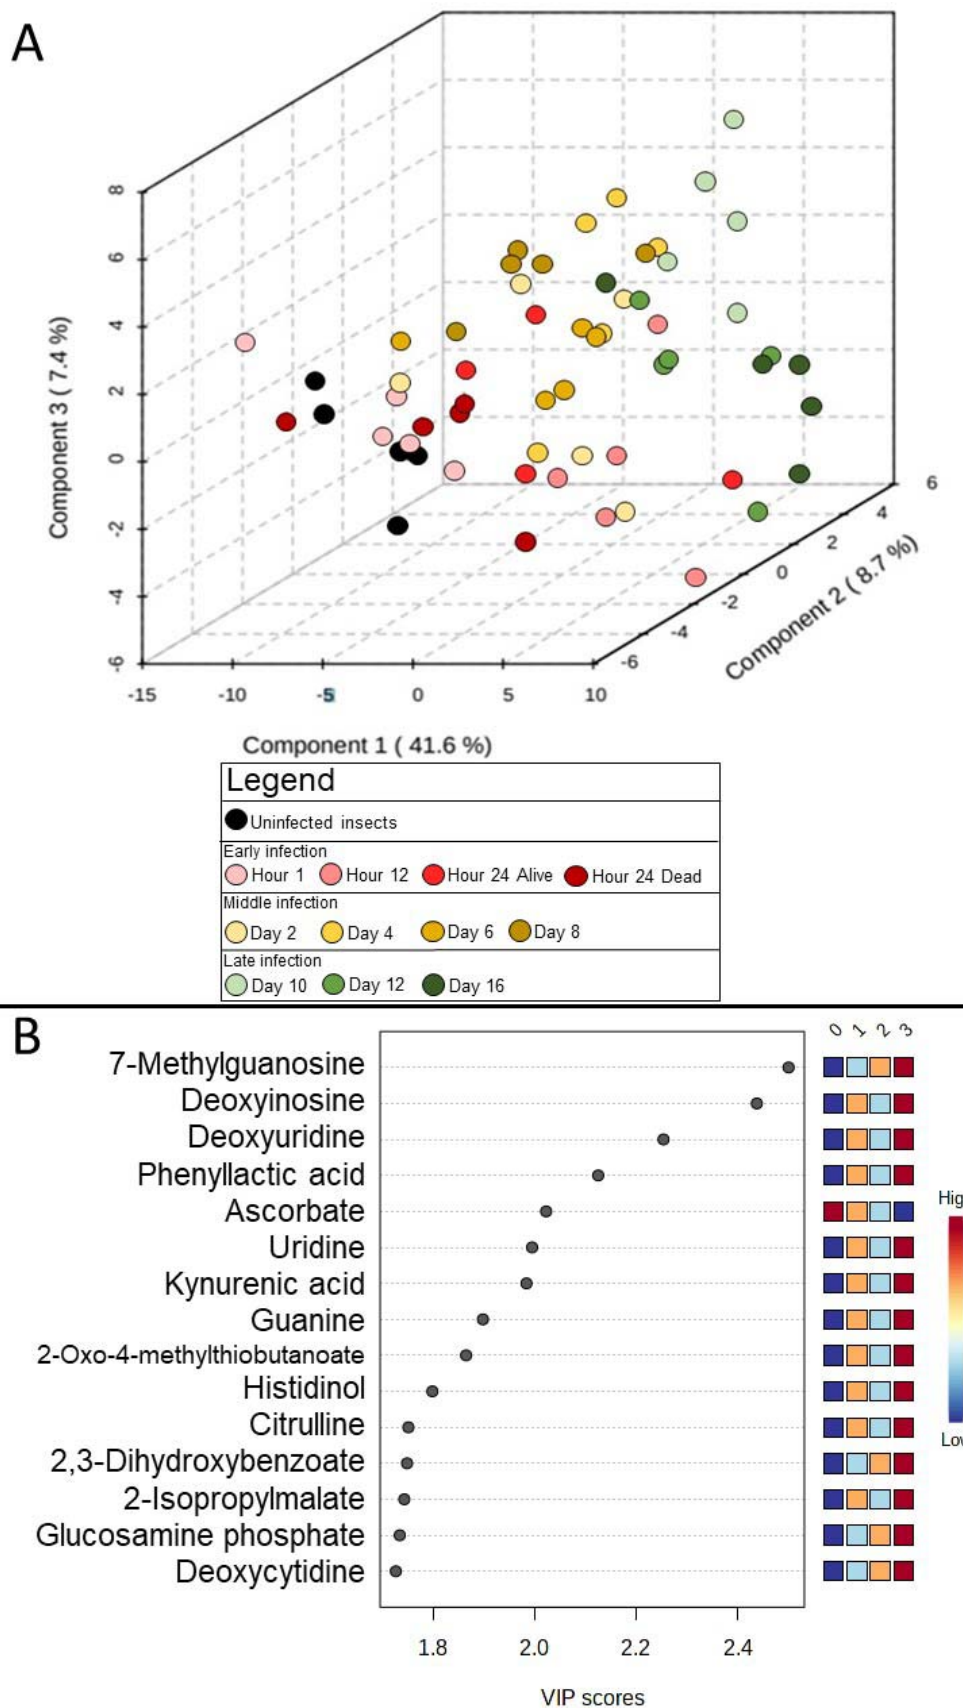 A
8
6
4
2
0
-2
-4
-6
Component 3 ( 7.4 %)
-15 -10 -5 0 5 10
Component 1 ( 41.6 %)
-6 -4 -2 0 2 4 6
Component 2 ( 8.7 %)
Legend
Uninfected insects
Early infection
Hour 1 Hour 12 Hour 24 Alive Hour 24 Dead
Middle infection
Day 2 Day 4 Day 6 Day 8
Late infection
Day 10 Day 12 Day 16
B
0 1 2 3
7-Methylguanosine
Deoxyinosine
Deoxyuridine
Phenyllactic acid
Ascorbate
Uridine
Kynurenic acid
Guanine
2-Oxo-4-methylthiobutanoate
Histidinol
Citrulline
2,3-Dihydroxybenzoate
2-Isopropylmalate
Glucosamine phosphate
Deoxycytidine
1.8 2.0 2.2 2.4
VIP scores